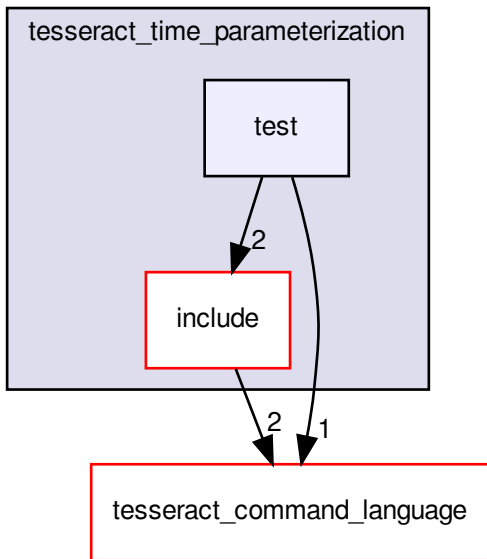 tesseract_time_parameterization
test
2
include
2
1
tesseract_command_language